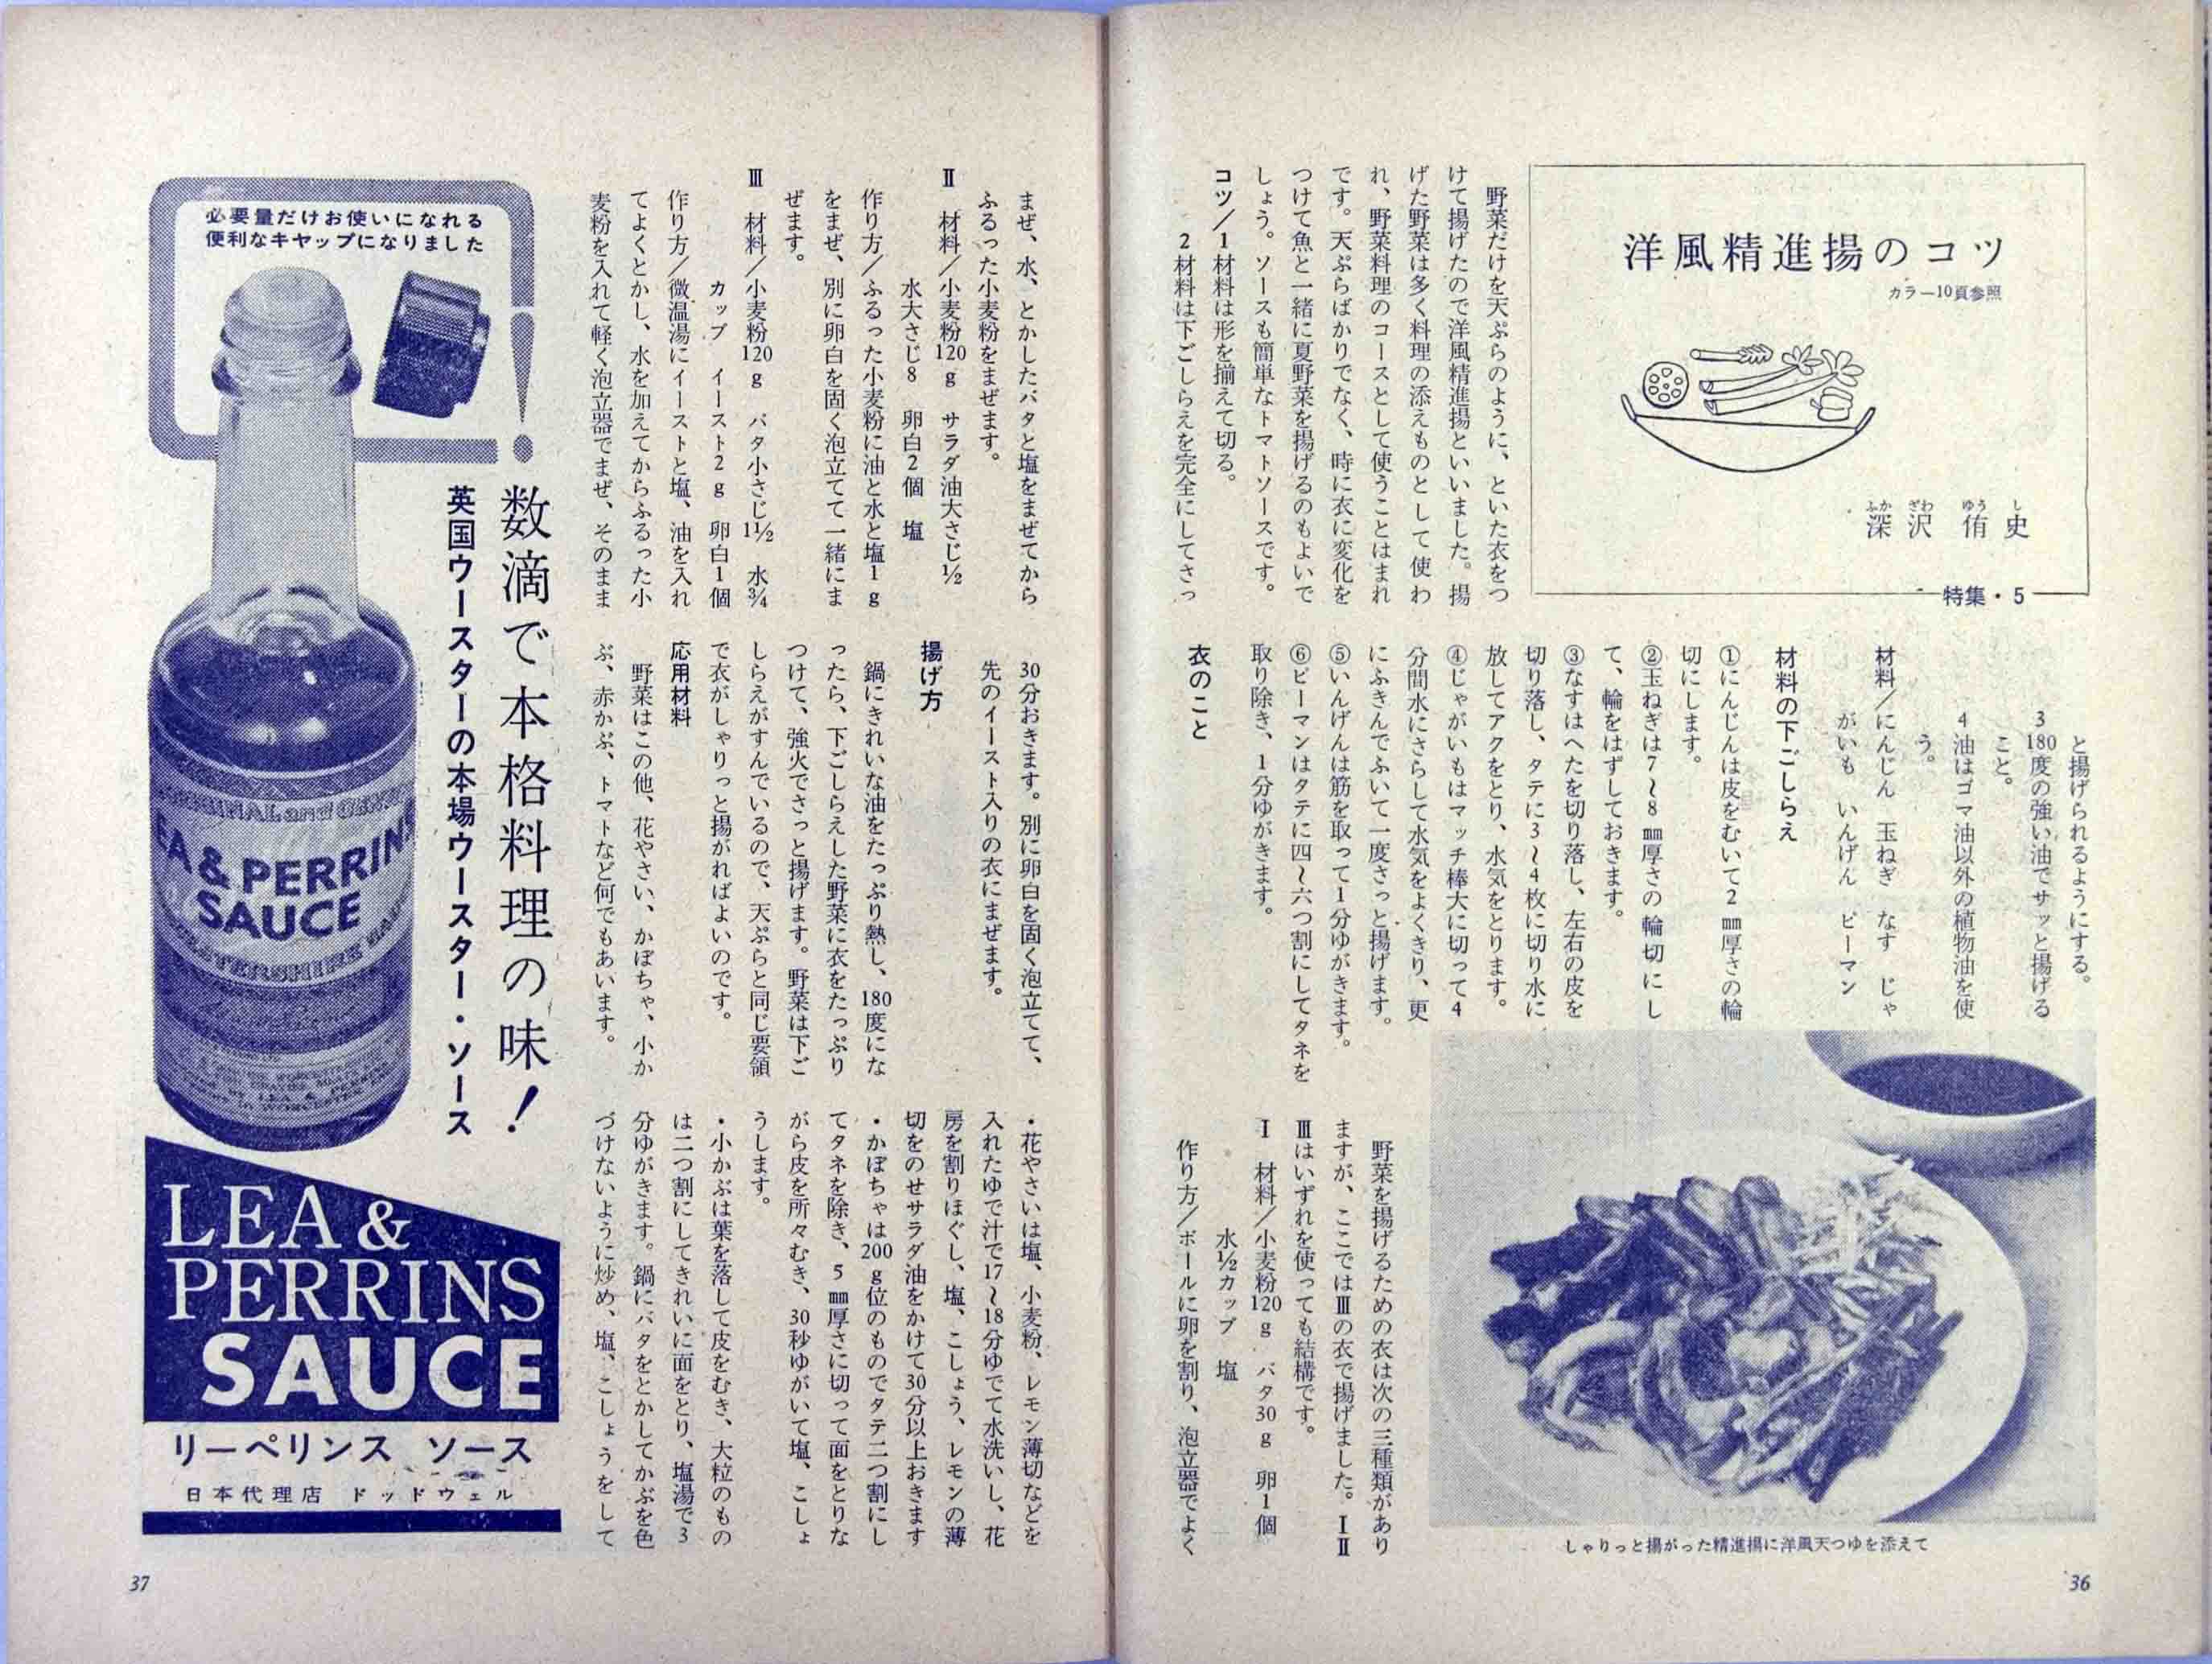 洋風精進揚のコツ
カラー10頁参照
深沢侑史
ふかざわゆうし
特集・5
野菜だけを天ぷらのように、といた衣をつ
けて揚げたので洋風精進揚といいました。揚
げた野菜は多く料理の添えものとして使わ
れ、野菜料理のコースとして使うことはまれ
です。天ぷらばかりでなく、時に衣に変化を
つけて魚と一緒に夏野菜を揚げるのもよいで
しょう。ソースも簡単なトマトソースです。
コツ／1材料は形を揃えて切る。
2材料は下ごしらえを完全にしてさっ
と揚げられるようにする。
3 180度の強い油でサッと揚げる
こと。
4油はゴマ油以外の植物油を使
う。
材料／にんじん 玉ねぎ なす じゃ
がいも いんげん ピーマン
材料の下ごしらえ
①にんじんは皮をむいて2㎜厚さの輪
切にします。
②玉ねぎは7〜8㎜厚さの輪切にし
て、輪をはずしておきます。
③なすはへたを切り落し、左右の皮を
切り落し、タテに3〜4枚に切り水に
放してアクをとり、水気をとります。
④じゃがいもはマッチ棒大に切って4
分間水にさらして水気をよくきり、更
にふきんでふいて一度さっと揚げます。
⑤いんげんは筋を取って1分ゆがきます。
⑥ピーマンはタテに四〜六つ割にしてタネを
取り除き、1分ゆがきます。
衣のこと
野菜を揚げるための衣は次の三種類があり
ますが、ここではⅢの衣で揚げました。ⅠⅡ
Ⅲはいずれを使っても結構です。
Ⅰ 材料／小麦粉120g バタ30g 卵1個
水½カップ 塩
作り方／ボールに卵を割り、泡立器でよく
しゃりっと揚がった精進揚に洋風天つゆを添えて
36
まぜ、水、とかしたバタと塩をまぜてから
ふるった小麦粉をまぜます。
Ⅱ 材料／小麦粉120g サラダ油大さじ½
水大さじ8 卵白2個 塩
作り方／ふるった小麦粉に油と水と塩1g
をまぜ、別に卵白を固く泡立てて一緒にま
ぜます。
Ⅲ 材料／小麦粉120g バタ小さじ1½ 水¾
カップ イースト2g 卵白1個
作り方／微温湯にイーストと塩、油を入れ
てよくとかし、水を加えてからふるった小
麦粉を入れて軽く泡立器でまぜ、そのまま
30分おきます。別に卵白を固く泡立てて、
先のイースト入りの衣にまぜます。
揚げ方
鍋にきれいな油をたっぷり熱し、180度にな
ったら、下ごしらえした野菜に衣をたっぷり
つけて、強火でさっと揚げます。野菜は下ご
しらえがすんでいるので、天ぷらと同じ要領
で衣がしゃりっと揚がればよいのです。
応用材料
野菜はこの他、花やさい、かぼちゃ、小か
ぶ、赤かぶ、トマトなど何でもあいます。
・花やさいは塩、小麦粉、レモン薄切などを
入れたゆで汁で17〜18分ゆでて水洗いし、花
房を割りほぐし、塩、こしょう、レモンの薄
切をのせサラダ油をかけて30分以上おきます
・かぼちゃは200g位のものでタテ二つ割にし
てタネを除き、5㎜厚さに切って面をとりな
がら皮を所々むき、30秒ゆがいて塩、こしょ
うします。
・小かぶは葉を落して皮をむき、大粒のもの
は二つ割にしてきれいに面をとり、塩湯で3
分ゆがきます。鍋にバタをとかしてかぶを色
づけないように炒め、塩、こしょうをして
必要量だけお使いになれる
便利なキャップになりました
数滴で本格料理の味！
英国ウースターの本場ウースター・ソース
LEA & PERRINS
SAUCE
LEA &
PERRINS
SAUCE
リーペリンス ソース
日本代理店 ドッドウェル
37